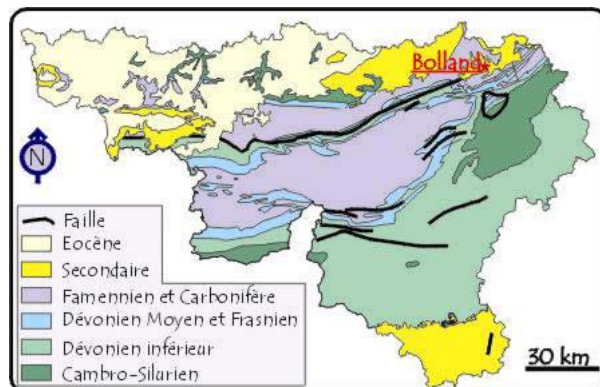 Bolland
N
Faille
Eocène
Secondaire
Famennien et Carbonifère
Dévonien Moyen et Frasnien
Dévonien inférieur
Cambro-Silurien
30 km